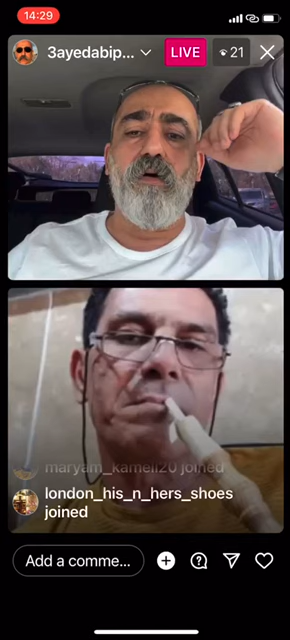 14:29
3ayedabip...
LIVE
21
maryam_kameli20 joined
london_his_n_hers_shoes
joined
Add a comme...